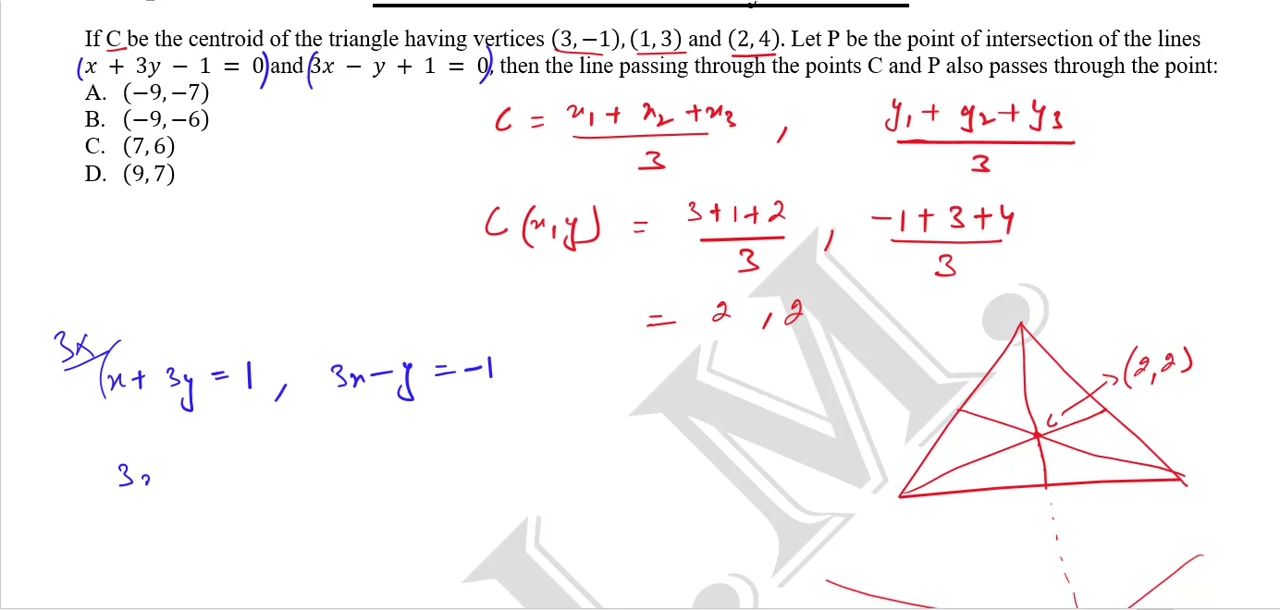 If C be the centroid of the triangle having vertices (3, −1), (1, 3) and (2, 4). Let P be the point of intersection of the lines
(x + 3y − 1 = 0) and (3x − y + 1 = 0), then the line passing through the points C and P also passes through the point:
A. (−9, −7)
B. (−9, −6)
C. (7, 6)
D. (9, 7)
C = x₁ + x₂ + x₃ / 3 , y₁ + y₂ + y₃ / 3
C (x, y) = 3+1+2 / 3 , −1+3+4 / 3
= 2 , 2
3x (x + 3y = 1 , 3x − y = −1
C (2,2)
3